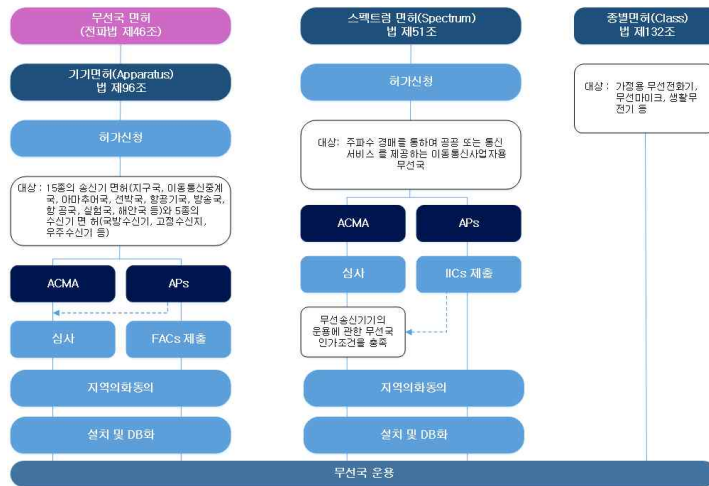 무선국 면허
(전파법 제46조)
기기면허(Apparatus)
법 제96조
허가신청
대상 : 15종의 송신기 면허(지구국, 이동통신중계
국, 아마추어국, 선박국, 항공기국, 방송국,
항 공국, 실험국, 해안국 등)와 5종의
수신기 면 허(국방수신기, 고정수신지,
우주수신기 등)
ACMA
APs
심사
FACs 제출
지역의화동의
설치 및 DB화
스펙트럼 면허(Spectrum)
법 제51조
허가신청
대상: 주파수 경매를 통하여 공공 또는 통신
서비스 를 제공하는 이동통신사업자용
무선국
ACMA
APs
심사
IICs 제출
무선송신기기의
운용에 관한 무선국
인가조건을 충족
지역의화동의
설치 및 DB화
종별면허(Class)
법 제132조
대상 : 가정용 무선전화기,
무선마이크, 생활무
전기 등
무선국 운용